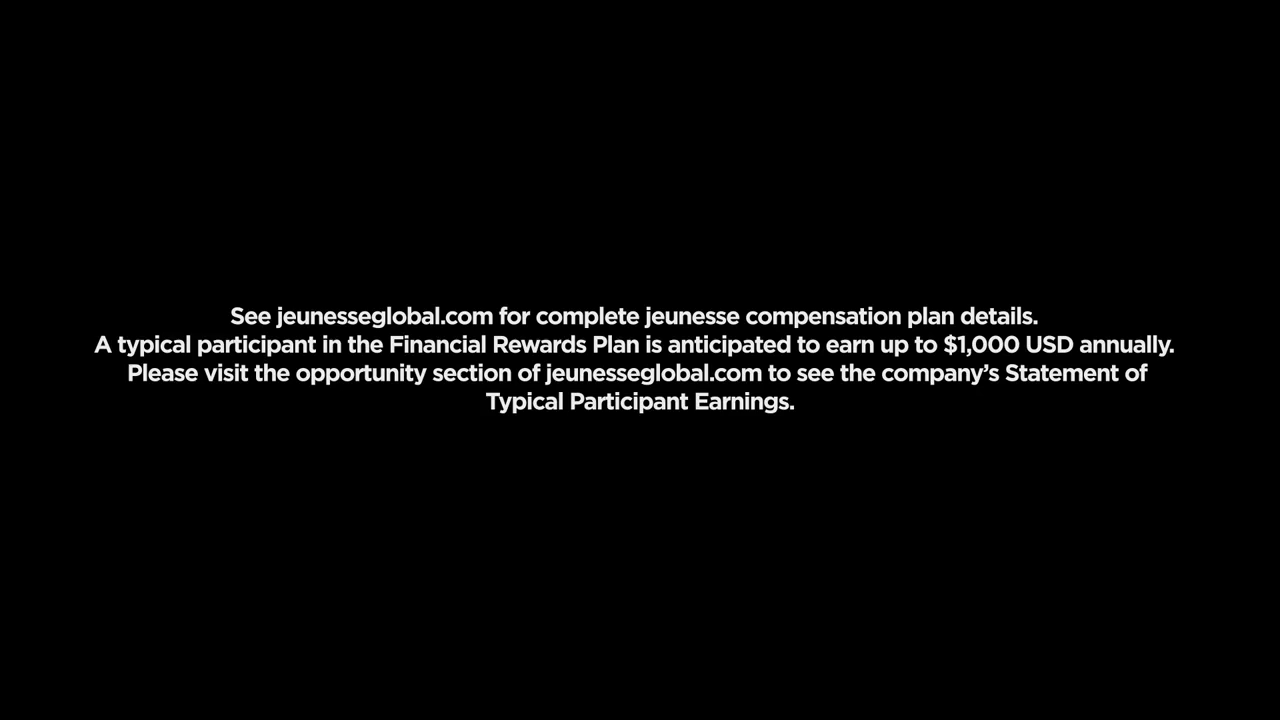 See jeunesseglobal.com for complete jeunesse compensation plan details.
A typical participant in the Financial Rewards Plan is anticipated to earn up to $1,000 USD annually.
Please visit the opportunity section of jeunesseglobal.com to see the company’s Statement of
Typical Participant Earnings.